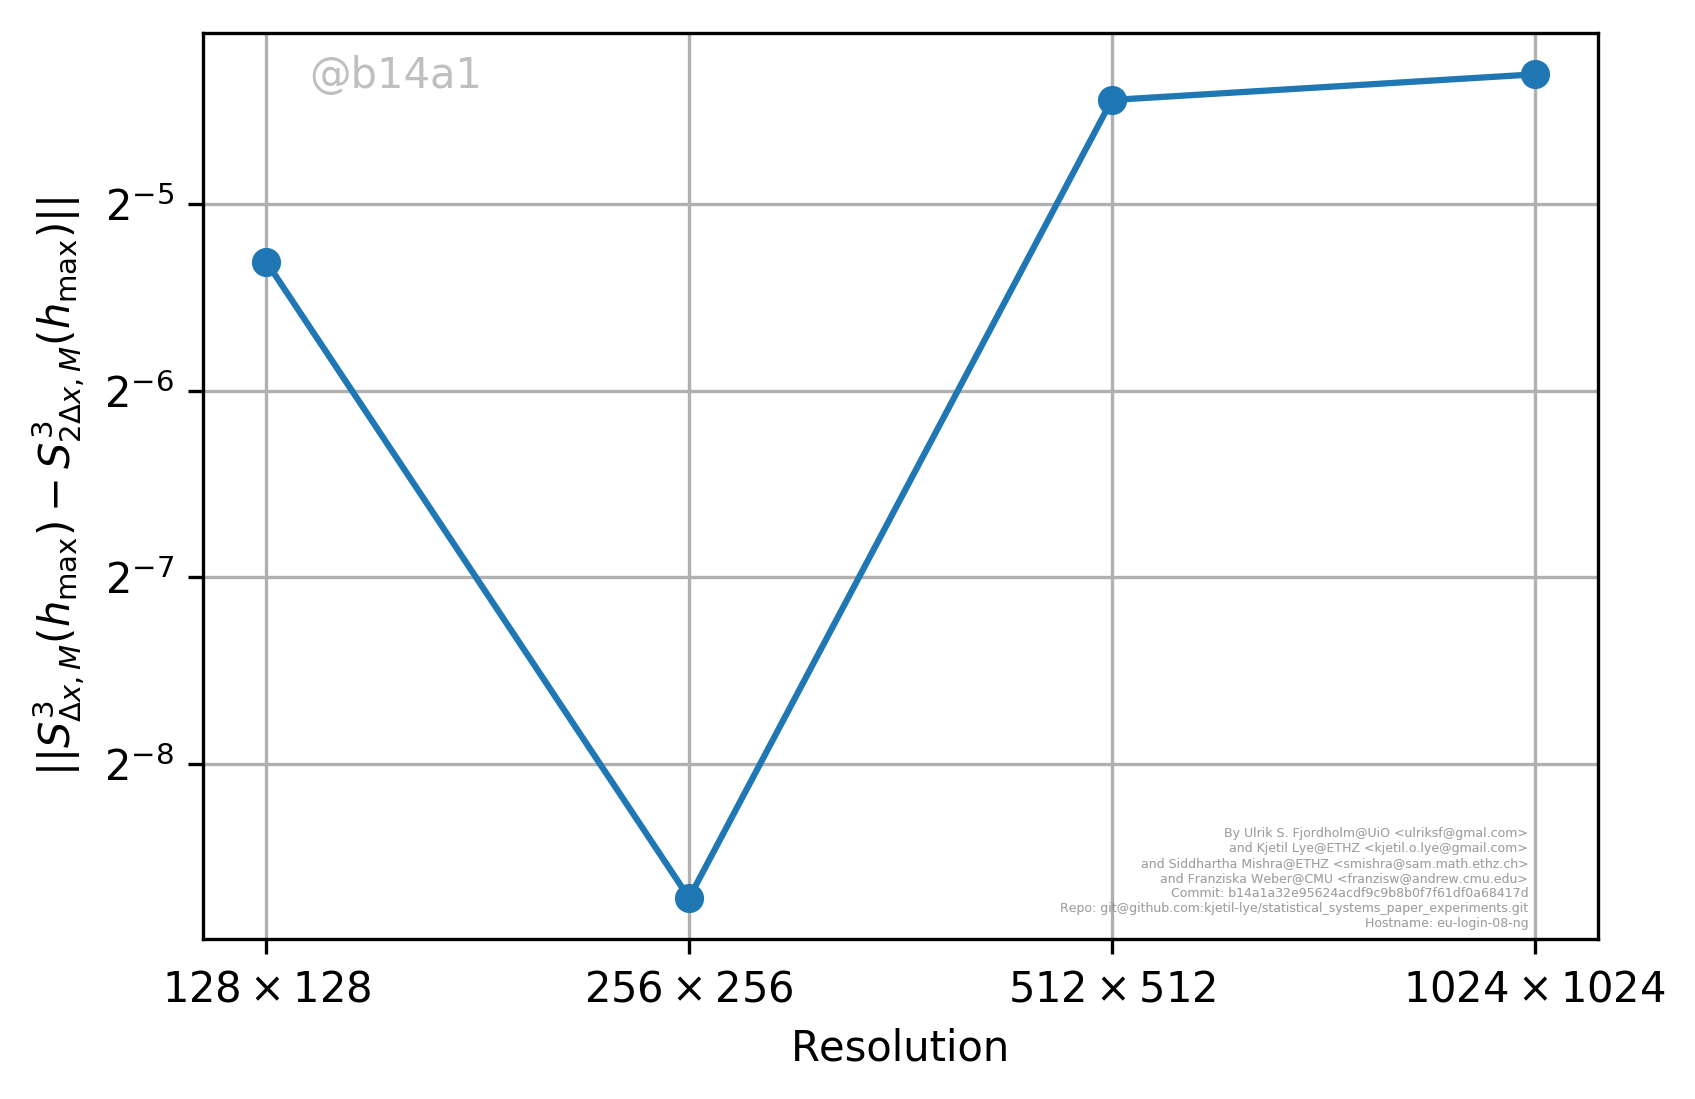 @b14a1
||S³_{Δx,M}(h_max) − S³_{2Δx,M}(h_max)||
2⁻⁵
2⁻⁶
2⁻⁷
2⁻⁸
By Ulrik S. Fjordholm@UiO <ulriksf@gmal.com>
and Kjetil Lye@ETHZ <kjetil.o.lye@gmail.com>
and Siddhartha Mishra@ETHZ <smishra@sam.math.ethz.ch>
and Franziska Weber@CMU <franzisw@andrew.cmu.edu>
Commit: b14a1a32e95624acdf9c9b8b0f7f61df0a68417d
Repo: git@github.com:kjetil-lye/statistical_systems_paper_experiments.git
Hostname: eu-login-08-ng
128 × 128 256 × 256 512 × 512 1024 × 1024
Resolution